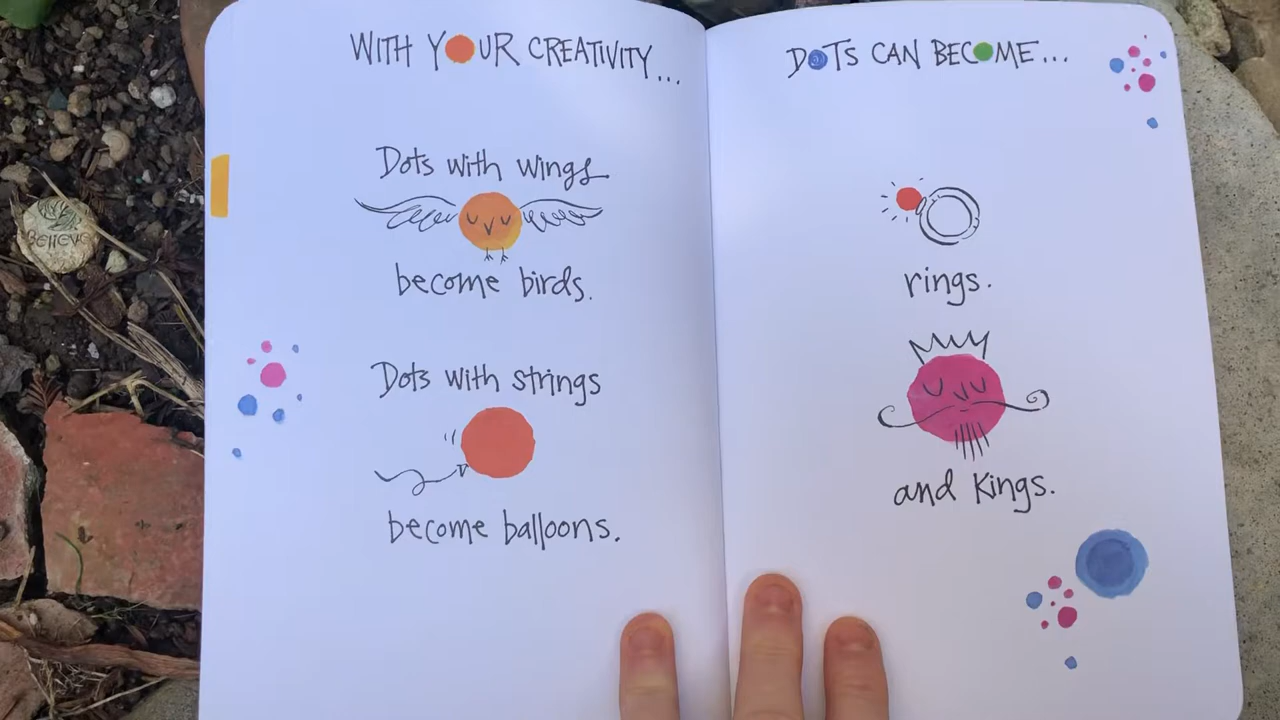 WITH YOUR CREATIVITY...
Dots with wings
become birds.
Dots with strings
become balloons.
DOTS CAN BECOME...
rings.
and Kings.
BELIEVE